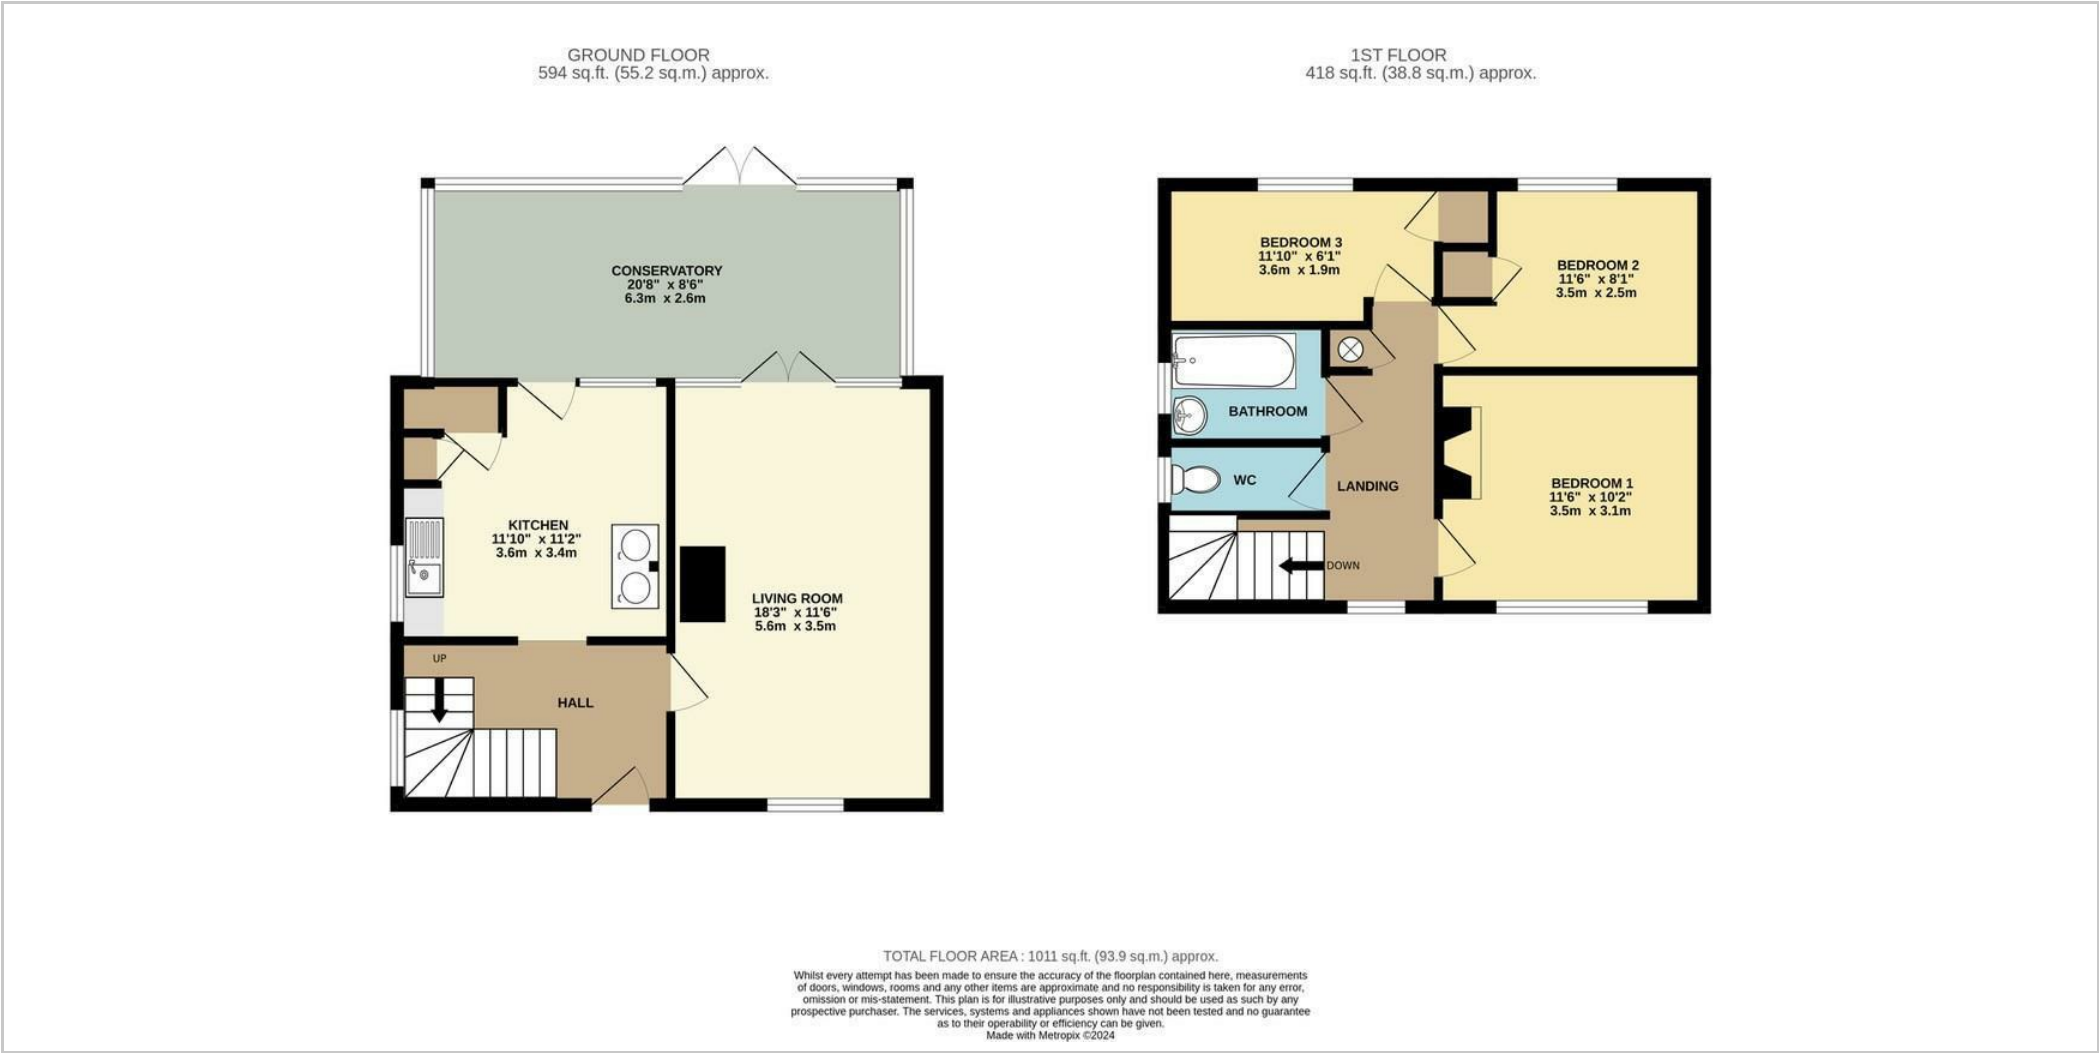 GROUND FLOOR
594 sq.ft. (55.2 sq.m.) approx.
1ST FLOOR
418 sq.ft. (38.8 sq.m.) approx.
CONSERVATORY
20'8" x 8'6"
6.3m x 2.6m
KITCHEN
11'10" x 11'2"
3.6m x 3.4m
LIVING ROOM
18'3" x 11'6"
5.6m x 3.5m
UP
HALL
BEDROOM 3
11'10" x 6'1"
3.6m x 1.9m
BEDROOM 2
11'6" x 8'1"
3.5m x 2.5m
BATHROOM
WC
LANDING
BEDROOM 1
11'6" x 10'2"
3.5m x 3.1m
DOWN
TOTAL FLOOR AREA : 1011 sq.ft. (93.9 sq.m.) approx.
Whilst every attempt has been made to ensure the accuracy of the floorplan contained here, measurements
of doors, windows, rooms and any other items are approximate and no responsibility is taken for any error,
omission or mis-statement. This plan is for illustrative purposes only and should be used as such by any
prospective purchaser. The services, systems and appliances shown have not been tested and no guarantee
as to their operability or efficiency can be given.
Made with Metropix ©2024